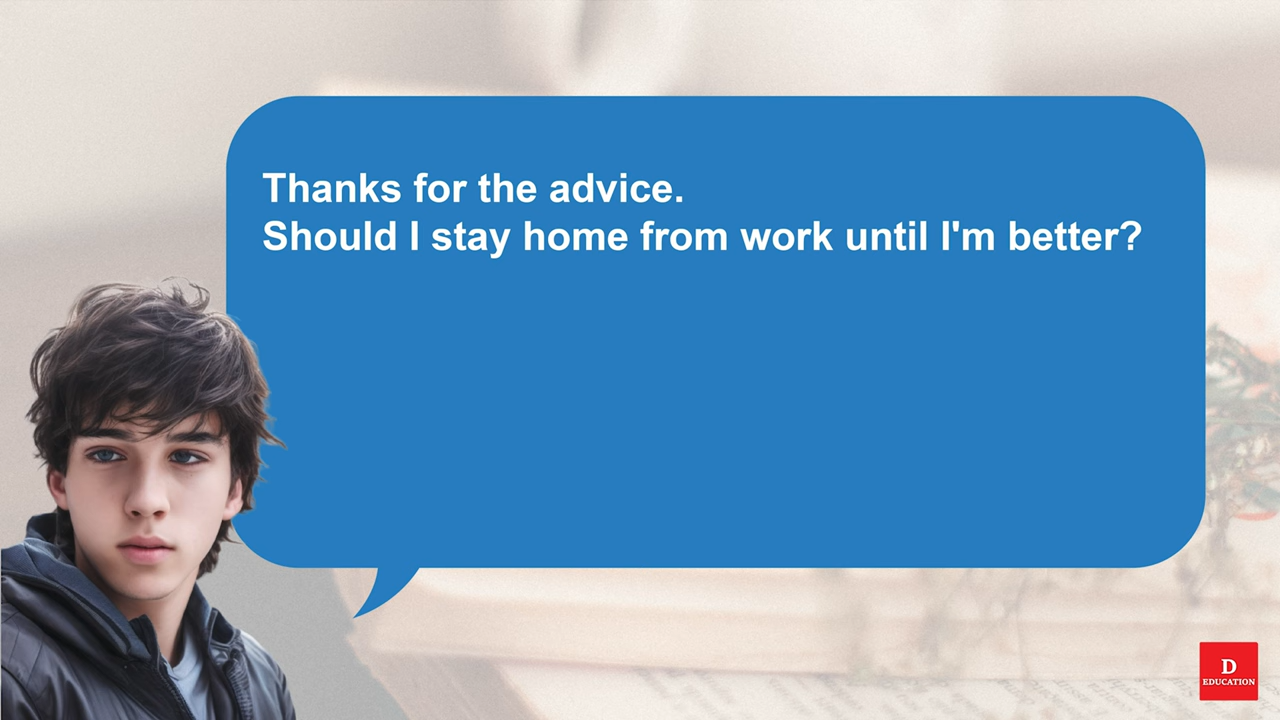 Thanks for the advice.
Should I stay home from work until I'm better?
D
EDUCATION